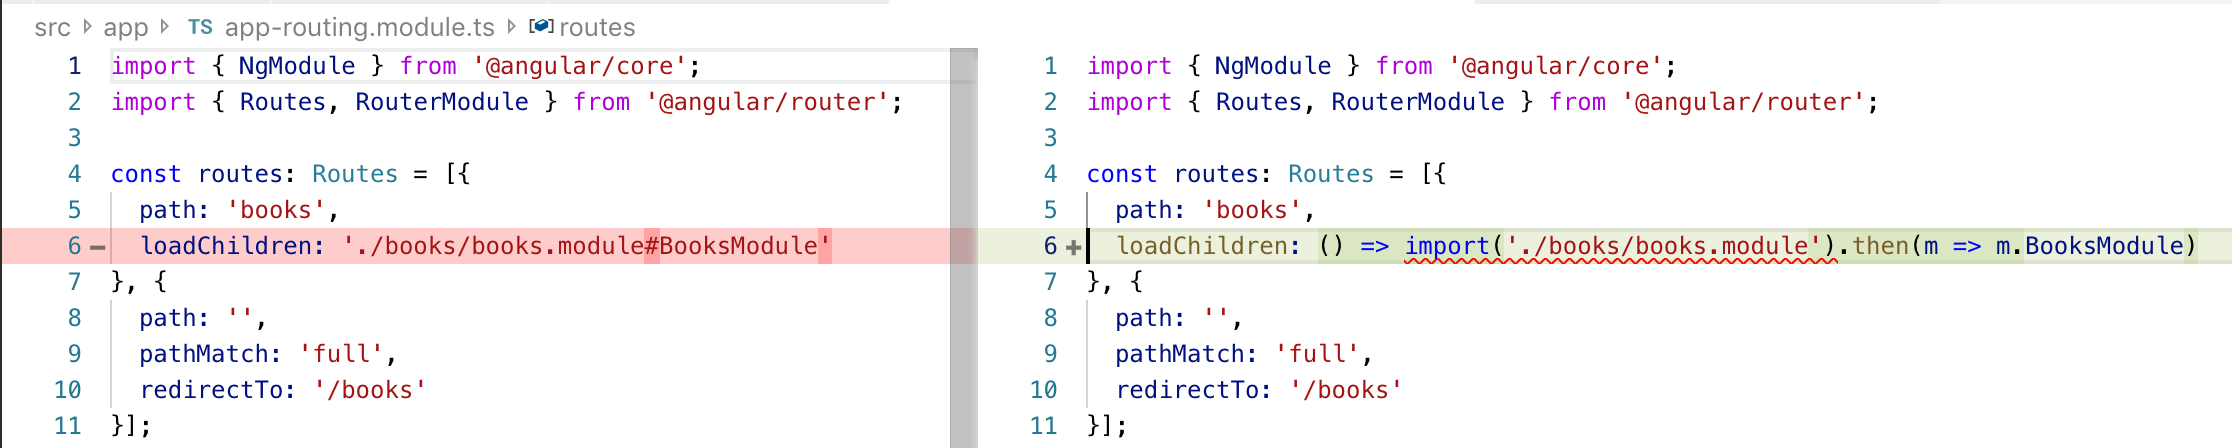 src app TS app-routing.module.ts routes
1 import { NgModule } from '@angular/core';
2 import { Routes, RouterModule } from '@angular/router';
3
4 const routes: Routes = [{
5 path: 'books',
6 − loadChildren: './books/books.module#BooksModule'
7 }, {
8 path: '',
9 pathMatch: 'full',
10 redirectTo: '/books'
11 }];
1 import { NgModule } from '@angular/core';
2 import { Routes, RouterModule } from '@angular/router';
3
4 const routes: Routes = [{
5 path: 'books',
6 + loadChildren: () => import('./books/books.module').then(m => m.BooksModule)
7 }, {
8 path: '',
9 pathMatch: 'full',
10 redirectTo: '/books'
11 }];